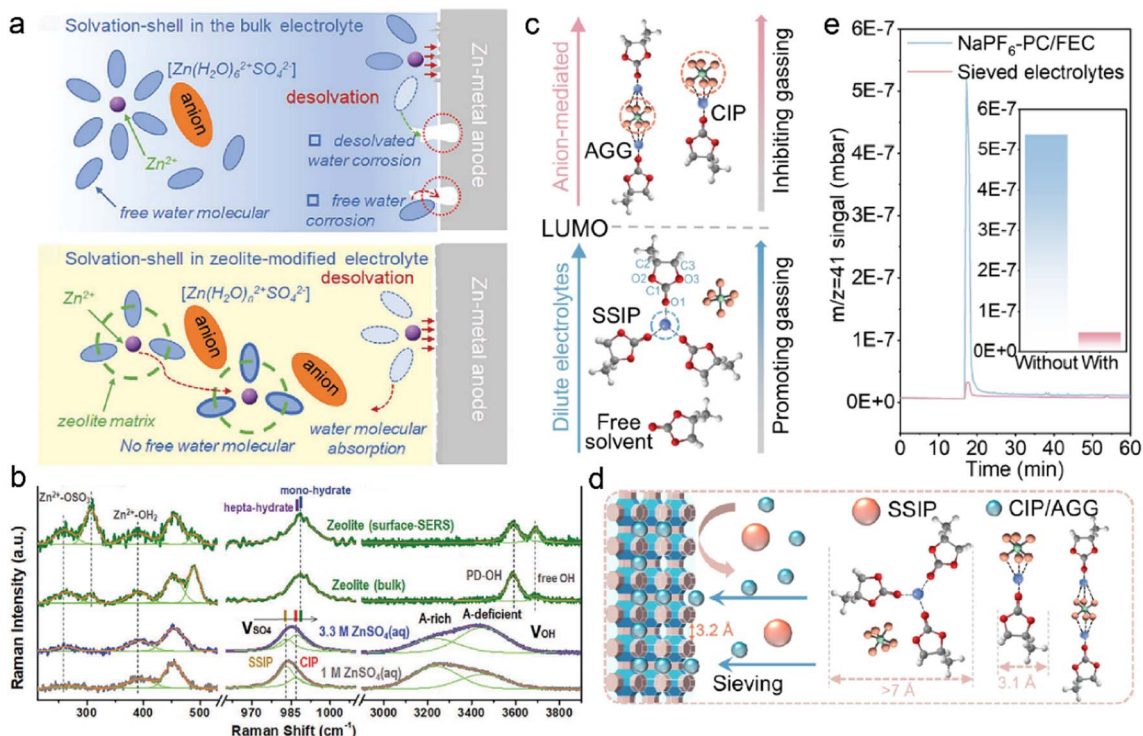 a
Solvation-shell in the bulk electrolyte
[Zn(H₂O)₆²⁺SO₄²⁻]
anion
Zn²⁺
free water molecular
desolvation
desolvated
water corrosion
free water
corrosion
Zn-metal anode
Solvation-shell in zeolite-modified electrolyte
desolvation
Zn²⁺
[Zn(H₂O)ₙ²⁺SO₄²⁻]
anion
anion
zeolite matrix
No free water molecular
water molecular
absorption
Zn-metal anode
b
Raman Intensity (a.u.)
Zn²⁺-OSO₃
Zn²⁺-OH₂
mono-hydrate
hepta-hydrate
Zeolite (surface-SERS)
PD-OH
free OH
Zeolite (bulk)
A-rich
A-deficient
VSO4
3.3 M ZnSO₄(aq)
VOH
SSIP
CIP
1 M ZnSO₄(aq)
300 400 500 970 985 1000 3000 3200 3400 3600 3800
Raman Shift (cm⁻¹)
c
Anion-mediated
AGG
CIP
Inhibiting gassing
LUMO
Dilute electrolytes
C2
C3
O2
O3
C1
O1
SSIP
Free
solvent
Promoting gassing
e
m/z=41 singal (mbar)
6E-7
5E-7
4E-7
3E-7
2E-7
1E-7
0E+0
NaPF₆-PC/FEC
Sieved electrolytes
6E-7
5E-7
4E-7
3E-7
2E-7
1E-7
0E+0
Without With
0 10 20 30 40 50 60
Time (min)
d
SSIP
CIP/AGG
3.2 Å
Sieving
>7 Å
3.1 Å